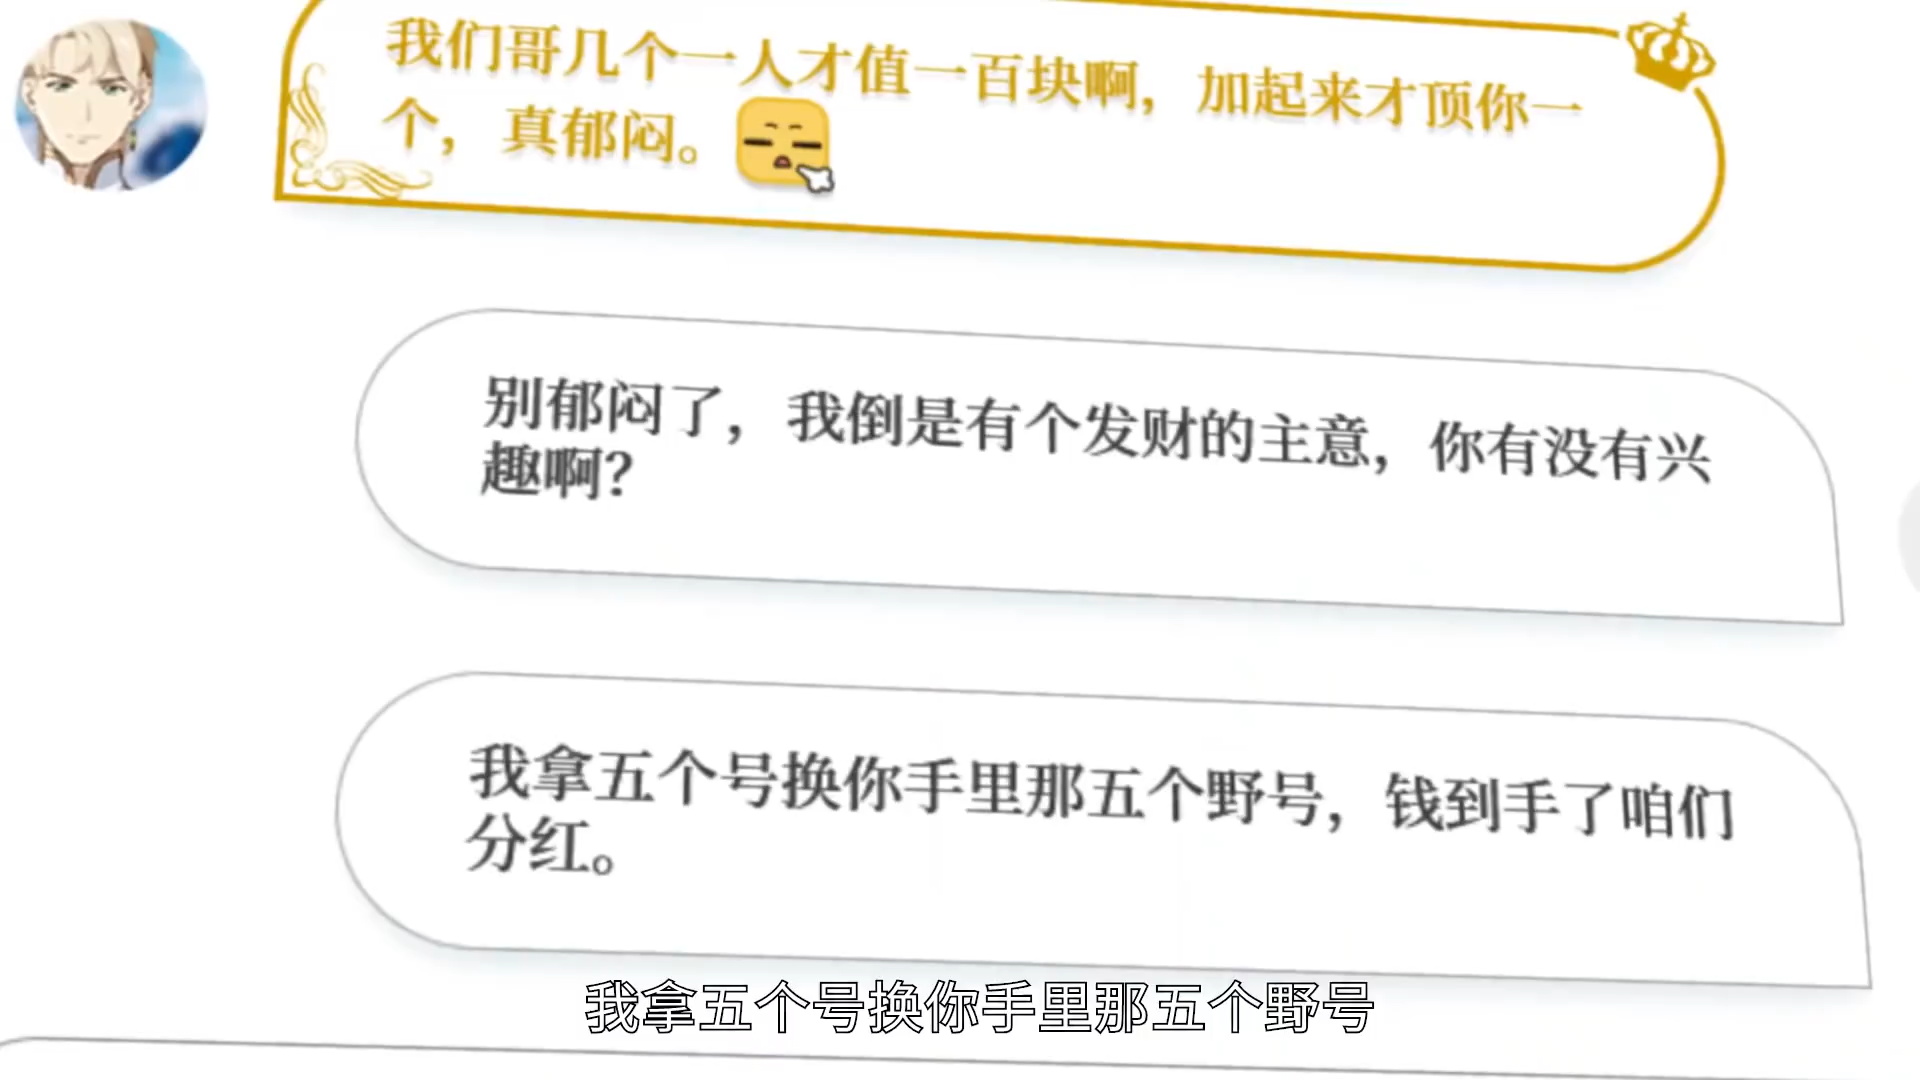 我们哥几个一人才值一百块啊，加起来才顶你一
个，真郁闷。
别郁闷了，我倒是有个发财的主意，你有没有兴
趣啊？
我拿五个号换你手里那五个野号，钱到手了咱们
分红。
我拿五个号换你手里那五个野号